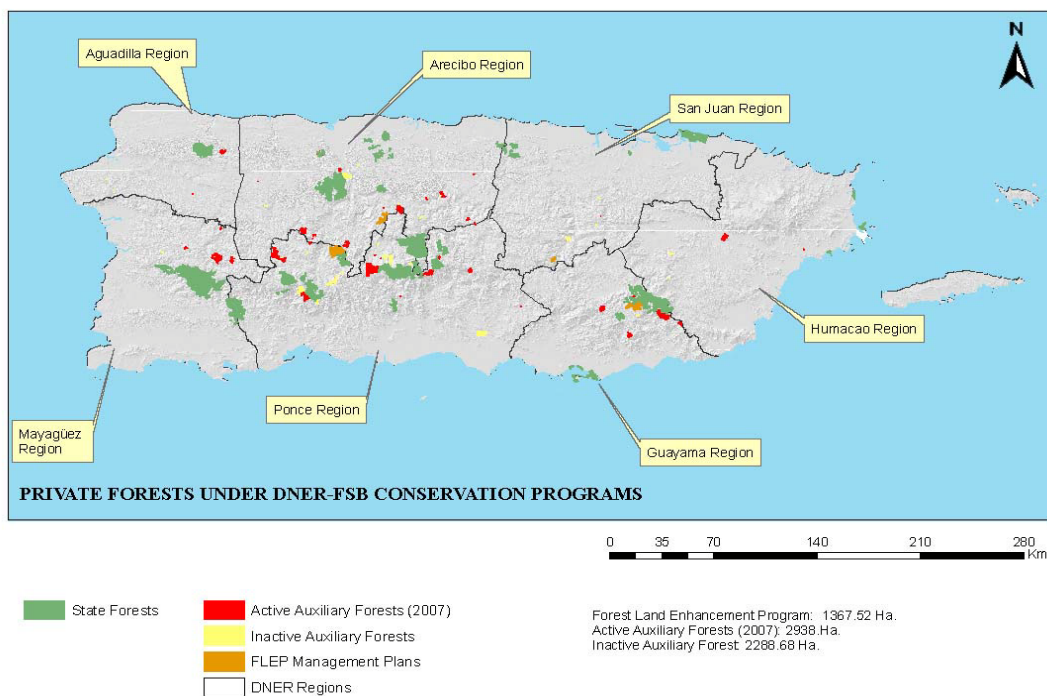 N
Aguadilla Region
Arecibo Region
San Juan Region
Humacao Region
Ponce Region
Mayagüez
Region
Guayama Region
PRIVATE FORESTS UNDER DNER-FSB CONSERVATION PROGRAMS
0 35 70 140 210 280
Km
State Forests
Active Auxiliary Forests (2007)
Inactive Auxiliary Forests
FLEP Management Plans
DNER Regions
Forest Land Enhancement Program: 1367.52 Ha.
Active Auxiliary Forests (2007): 2938.Ha.
Inactive Auxiliary Forest: 2288.68 Ha.